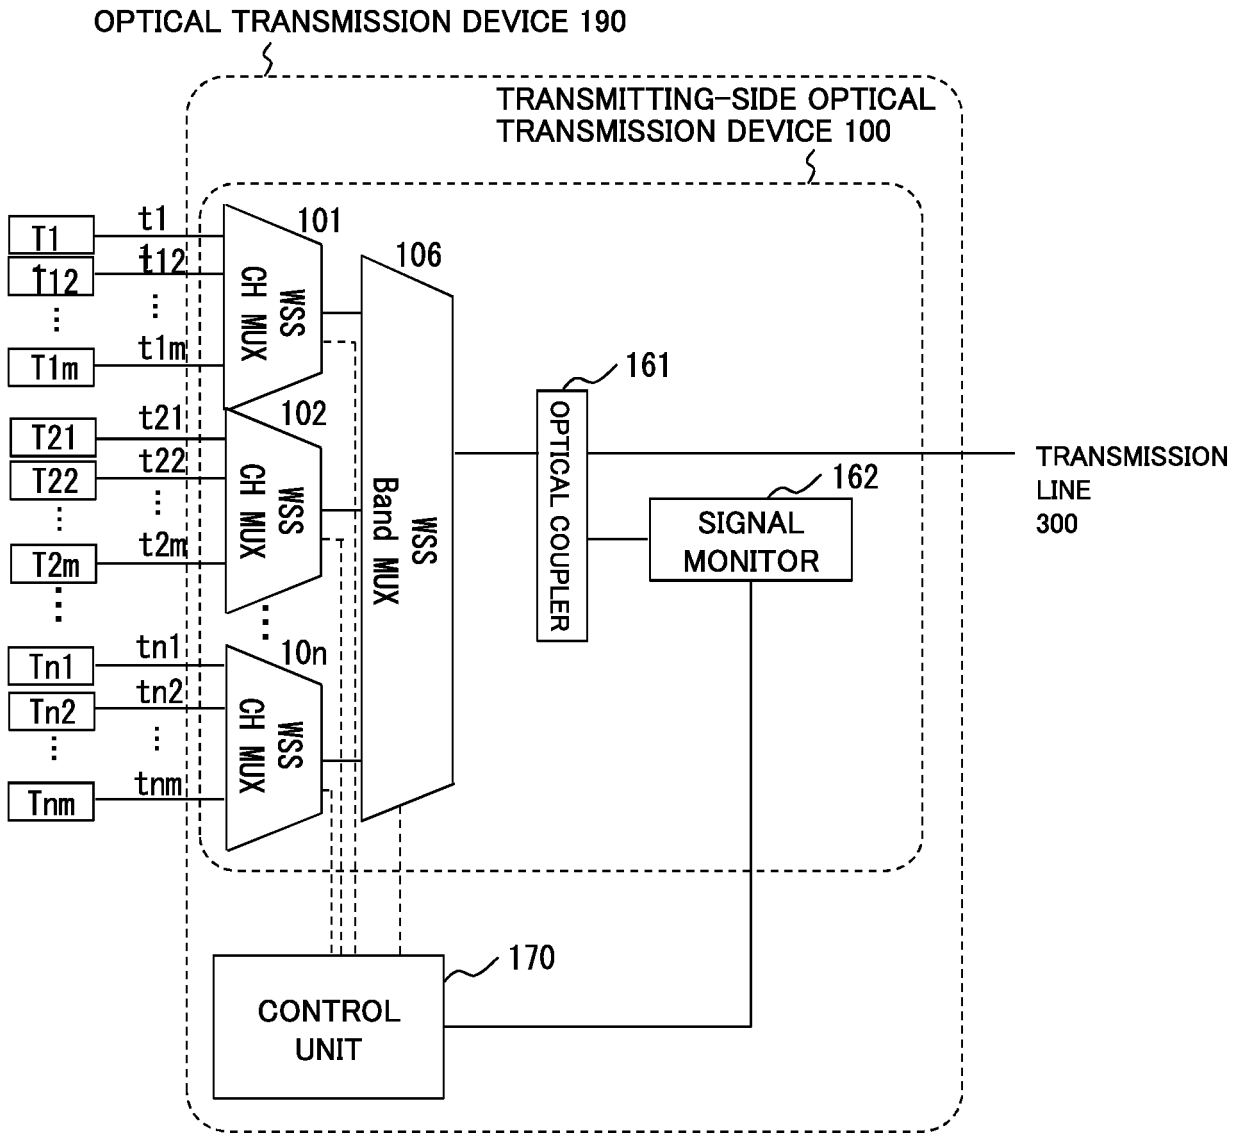 OPTICAL TRANSMISSION DEVICE 190
TRANSMITTING-SIDE OPTICAL
TRANSMISSION DEVICE 100
T1
t1
1
T12
t12
T1m
t1m
CH MUX
WSS
101
T21
t21
T22
t22
T2m
t2m
CH MUX
WSS
102
Tn1
tn1
Tn2
tn2
Tnm
tnm
CH MUX
WSS
10n
Band MUX
WSS
106
OPTICAL COUPLER
161
SIGNAL
MONITOR
162
TRANSMISSION
LINE
300
CONTROL
UNIT
170